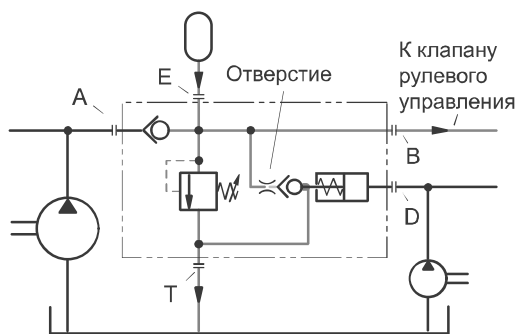 К клапану
рулевого
управления
E
Отверстие
A
B
D
T